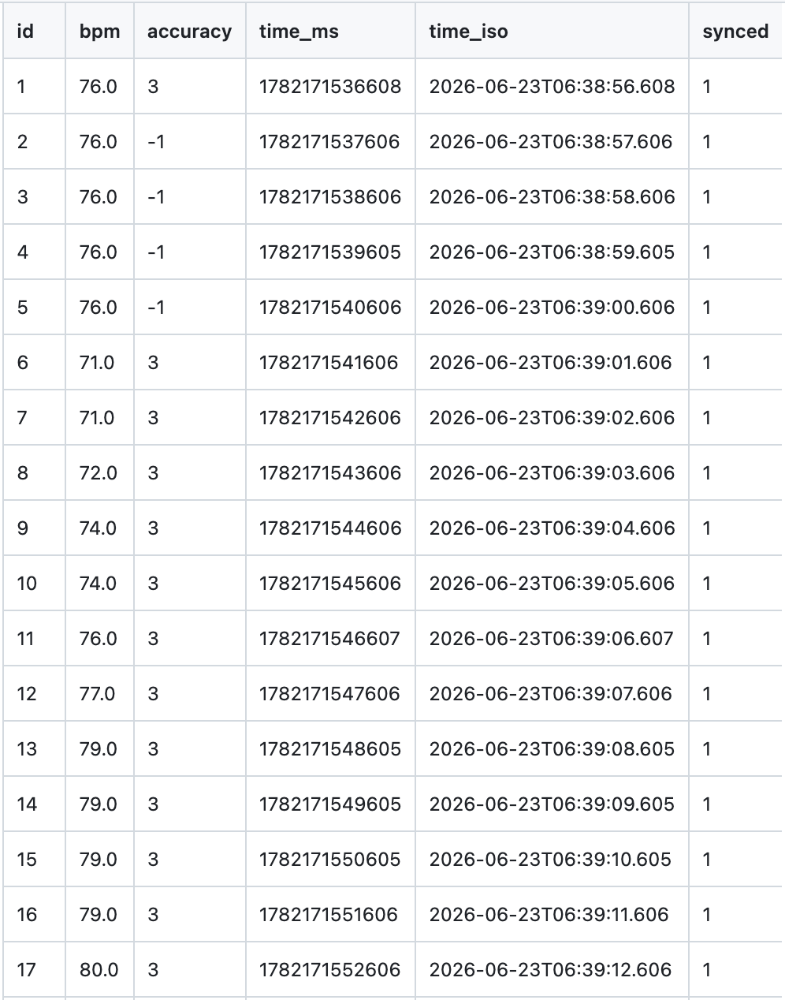 id bpm accuracy time_ms time_iso synced
1 76.0 3 1782171536608 2026-06-23T06:38:56.608 1
2 76.0 -1 1782171537606 2026-06-23T06:38:57.606 1
3 76.0 -1 1782171538606 2026-06-23T06:38:58.606 1
4 76.0 -1 1782171539605 2026-06-23T06:38:59.605 1
5 76.0 -1 1782171540606 2026-06-23T06:39:00.606 1
6 71.0 3 1782171541606 2026-06-23T06:39:01.606 1
7 71.0 3 1782171542606 2026-06-23T06:39:02.606 1
8 72.0 3 1782171543606 2026-06-23T06:39:03.606 1
9 74.0 3 1782171544606 2026-06-23T06:39:04.606 1
10 74.0 3 1782171545606 2026-06-23T06:39:05.606 1
11 76.0 3 1782171546607 2026-06-23T06:39:06.607 1
12 77.0 3 1782171547606 2026-06-23T06:39:07.606 1
13 79.0 3 1782171548605 2026-06-23T06:39:08.605 1
14 79.0 3 1782171549605 2026-06-23T06:39:09.605 1
15 79.0 3 1782171550605 2026-06-23T06:39:10.605 1
16 79.0 3 1782171551606 2026-06-23T06:39:11.606 1
17 80.0 3 1782171552606 2026-06-23T06:39:12.606 1